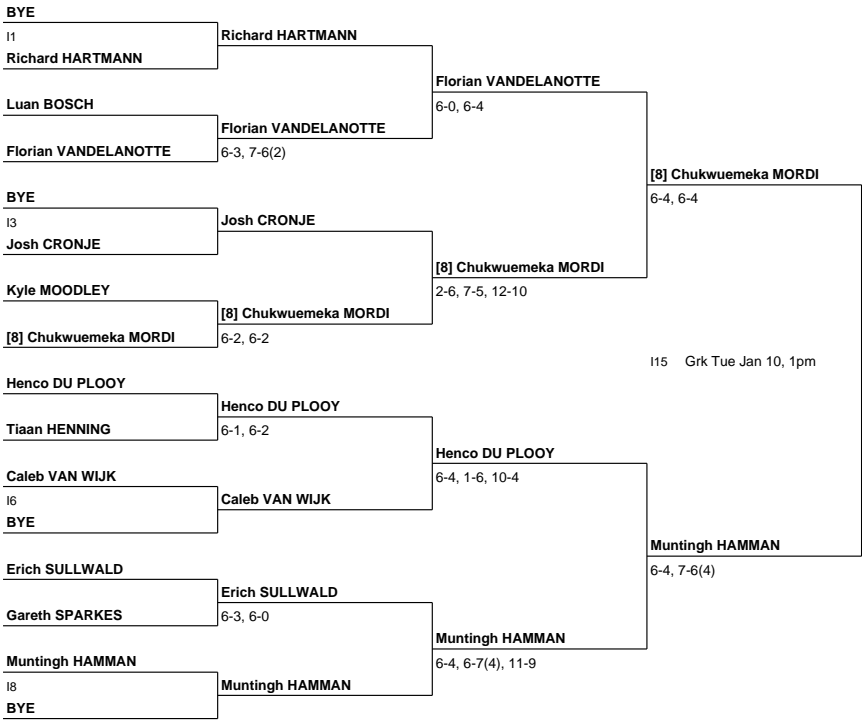 BYE
I1
Richard HARTMANN
Richard HARTMANN
Florian VANDELANOTTE
6-0, 6-4
Luan BOSCH
Florian VANDELANOTTE
Florian VANDELANOTTE
6-3, 7-6(2)
[8] Chukwuemeka MORDI
6-4, 6-4
BYE
I3
Josh CRONJE
Josh CRONJE
[8] Chukwuemeka MORDI
2-6, 7-5, 12-10
Kyle MOODLEY
[8] Chukwuemeka MORDI
[8] Chukwuemeka MORDI
6-2, 6-2
I15 Grk Tue Jan 10, 1pm
Henco DU PLOOY
Tiaan HENNING
Henco DU PLOOY
6-1, 6-2
Henco DU PLOOY
6-4, 1-6, 10-4
Caleb VAN WIJK
I6
BYE
Caleb VAN WIJK
Muntingh HAMMAN
6-4, 7-6(4)
Erich SULLWALD
Gareth SPARKES
Erich SULLWALD
6-3, 6-0
Muntingh HAMMAN
6-4, 6-7(4), 11-9
Muntingh HAMMAN
I8
BYE
Muntingh HAMMAN